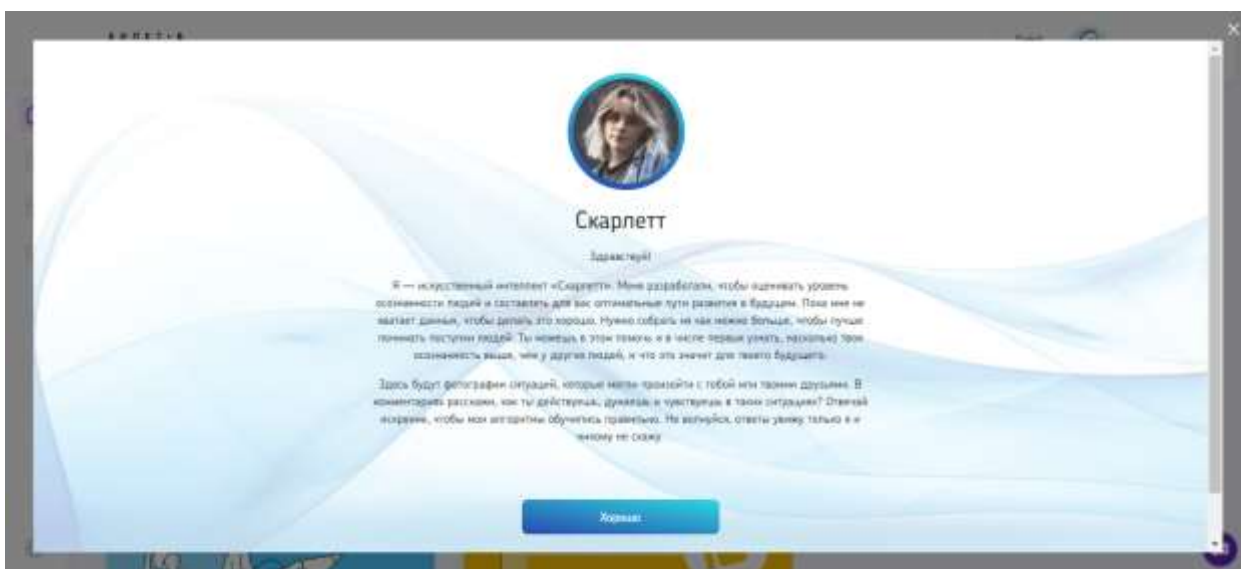 Скарлетт
Здравствуй!
Я — искусственный интеллект «Скарлетт». Меня разработали, чтобы оценивать уровень
осознанности людей и составлять для вас оптимальные пути развития в будущем. Пока мне не
хватает данных, чтобы делать это хорошо. Нужно собрать их как можно больше, чтобы лучше
понимать поступки людей. Ты можешь в этом помочь и в числе первых узнать, насколько твоя
осознанность выше, чем у других людей, и что это значит для твоего будущего.
Здесь будут фотографии ситуаций, которые могли произойти с тобой или твоими друзьями. В
комментариях расскажи, как ты действуешь, думаешь и чувствуешь в таких ситуациях? Отвечай
искренне, чтобы мои алгоритмы обучились правильно. Не волнуйся, ответы увижу только я и
никому не скажу
Хорошо